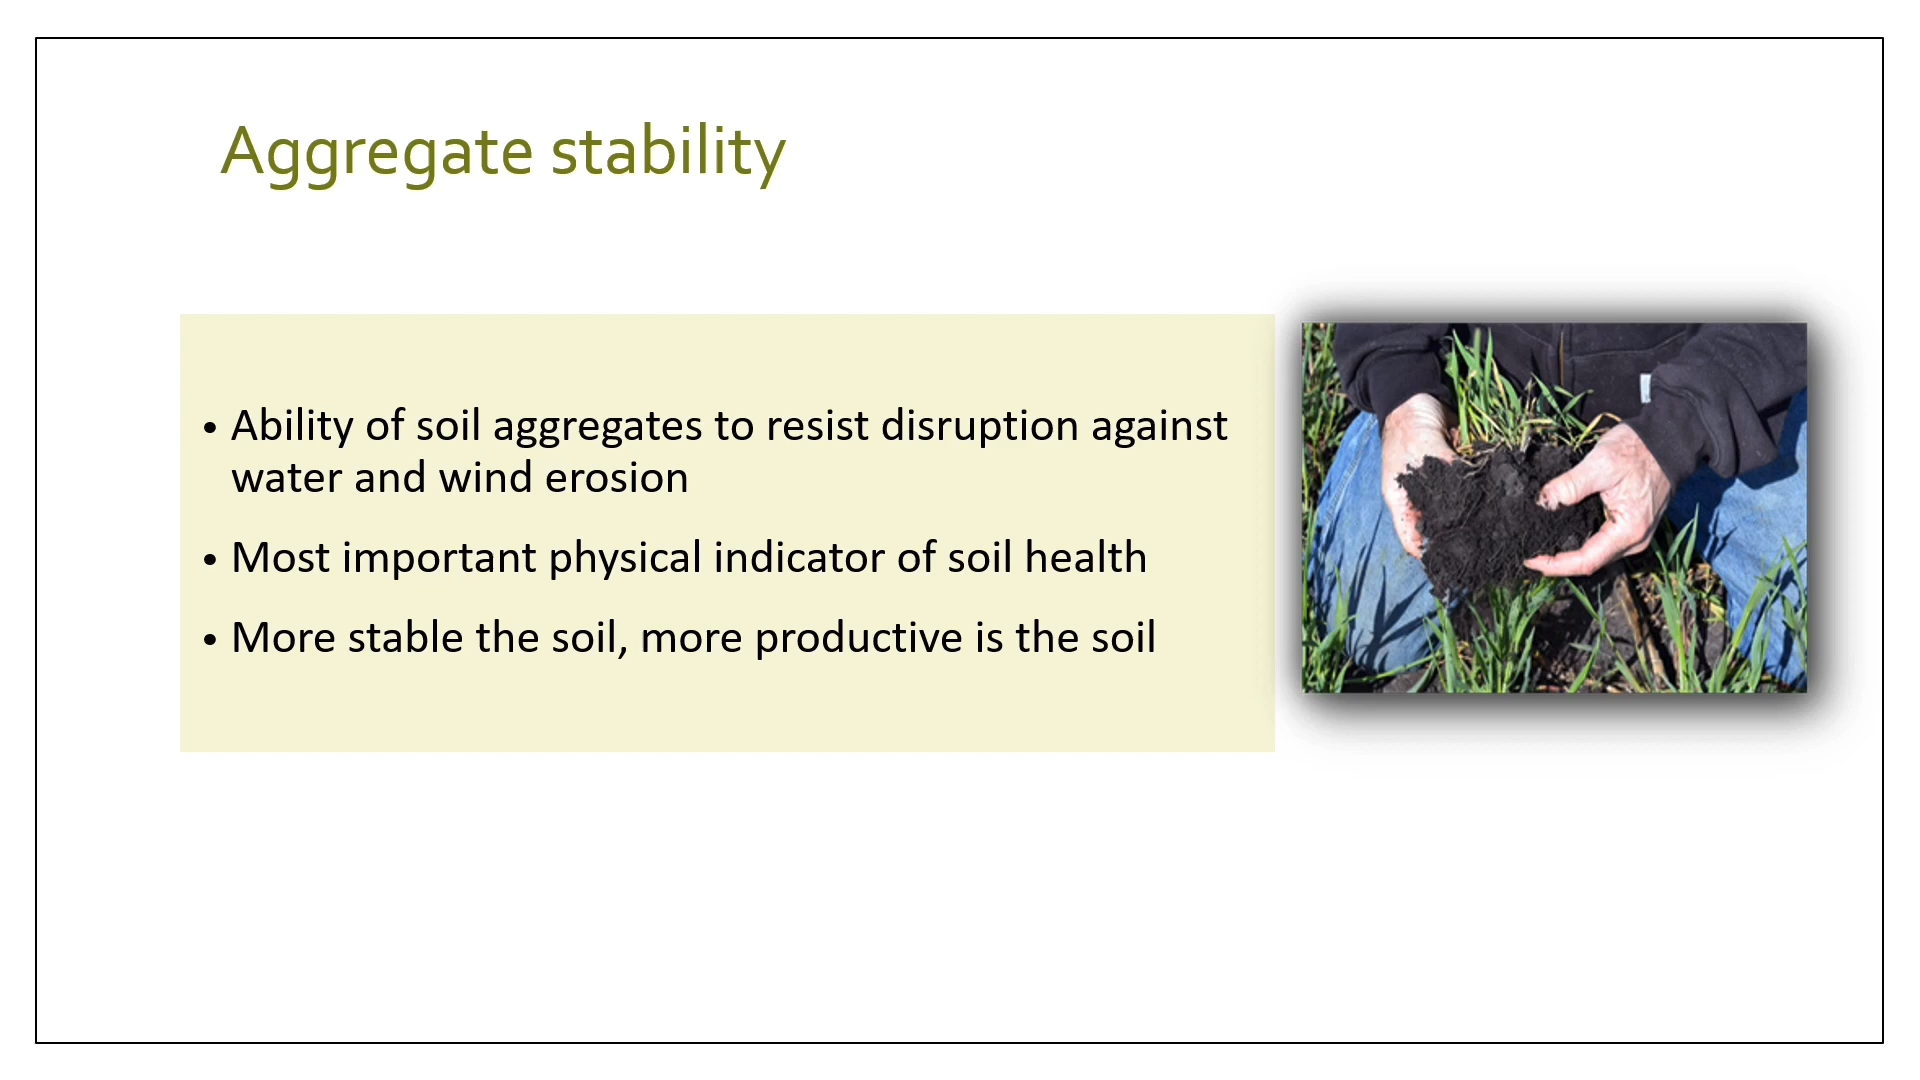 Aggregate stability
• Ability of soil aggregates to resist disruption against
water and wind erosion
• Most important physical indicator of soil health
• More stable the soil, more productive is the soil